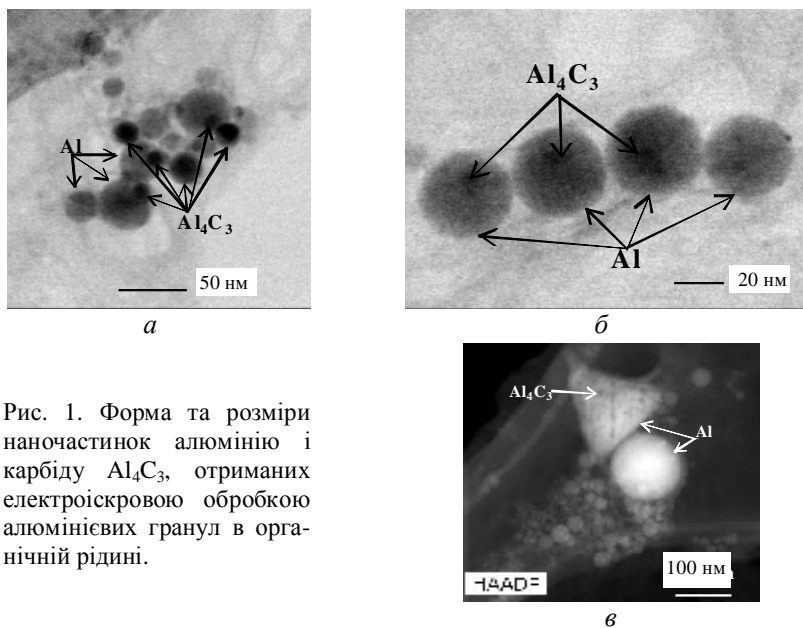 Al
Al₄C₃
50 нм
а
Al₄C₃
Al
20 нм
б
Рис. 1. Форма та розміри
наночастинок алюмінію і
карбіду Al₄C₃, отриманих
електроіскровою обробкою
алюмінієвих гранул в орга-
нічній рідині.
Al₄C₃
Al
HAADF
100 нм
в